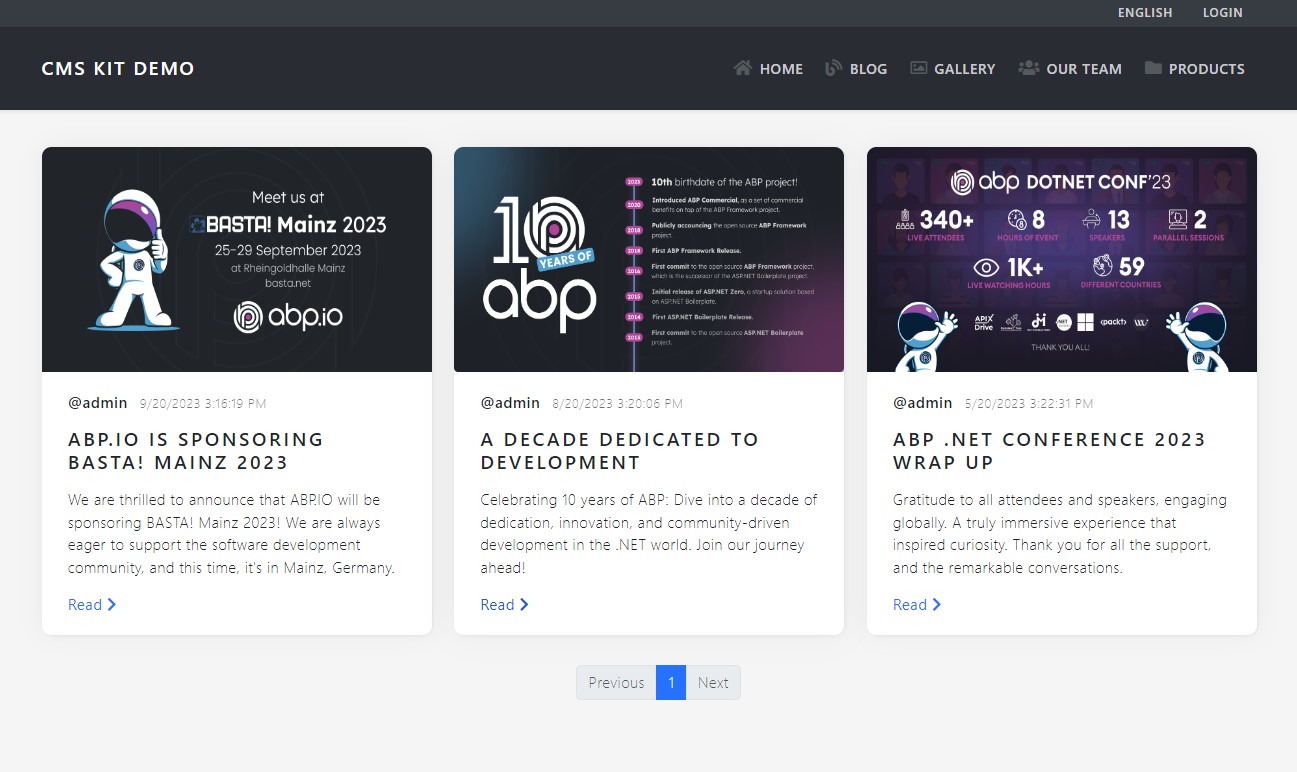 ENGLISH LOGIN
CMS KIT DEMO
HOME BLOG GALLERY OUR TEAM PRODUCTS
Meet us at
BASTA! Mainz 2023
25-29 September 2023
at Rheingoldhalle Mainz
basta.net
abp.io
@admin 9/20/2023 3:16:19 PM
ABP.IO IS SPONSORING
BASTA! MAINZ 2023
We are thrilled to announce that ABP.IO will be
sponsoring BASTA! Mainz 2023! We are always
eager to support the software development
community, and this time, it's in Mainz, Germany.
Read
10
YEARS OF
abp
2023 10th birthdate of the ABP project!
2020 Introduced ABP Commercial, as a set of commercial
benefits on top of the ABP Framework project.
Publicly accouncing the open source ABP Framework
project.
First ABP Framework Release.
2016 First commit to the open source ABP Framework project,
which is the successor of the ASP.NET Boilerplate project.
2015 Initial release of ASP.NET Zero, a startup solution based
on ASP.NET Boilerplate.
2014 First ASP.NET Boilerplate Release.
2013 First commit to the open source ASP.NET Boilerplate
project.
@admin 8/20/2023 3:20:06 PM
A DECADE DEDICATED TO
DEVELOPMENT
Celebrating 10 years of ABP: Dive into a decade of
dedication, innovation, and community-driven
development in the .NET world. Join our journey
ahead!
Read
abp DOTNET CONF'23
340+ 8 13 2
LIVE ATTENDEES HOURS OF EVENT SPEAKERS PARALLEL SESSIONS
1K+ 59
LIVE WATCHING HOURS DIFFERENT COUNTRIES
APIX Drive packt
THANK YOU ALL!
@admin 5/20/2023 3:22:31 PM
ABP .NET CONFERENCE 2023
WRAP UP
Gratitude to all attendees and speakers, engaging
globally. A truly immersive experience that
inspired curiosity. Thank you for all the support,
and the remarkable conversations.
Read
Previous 1 Next